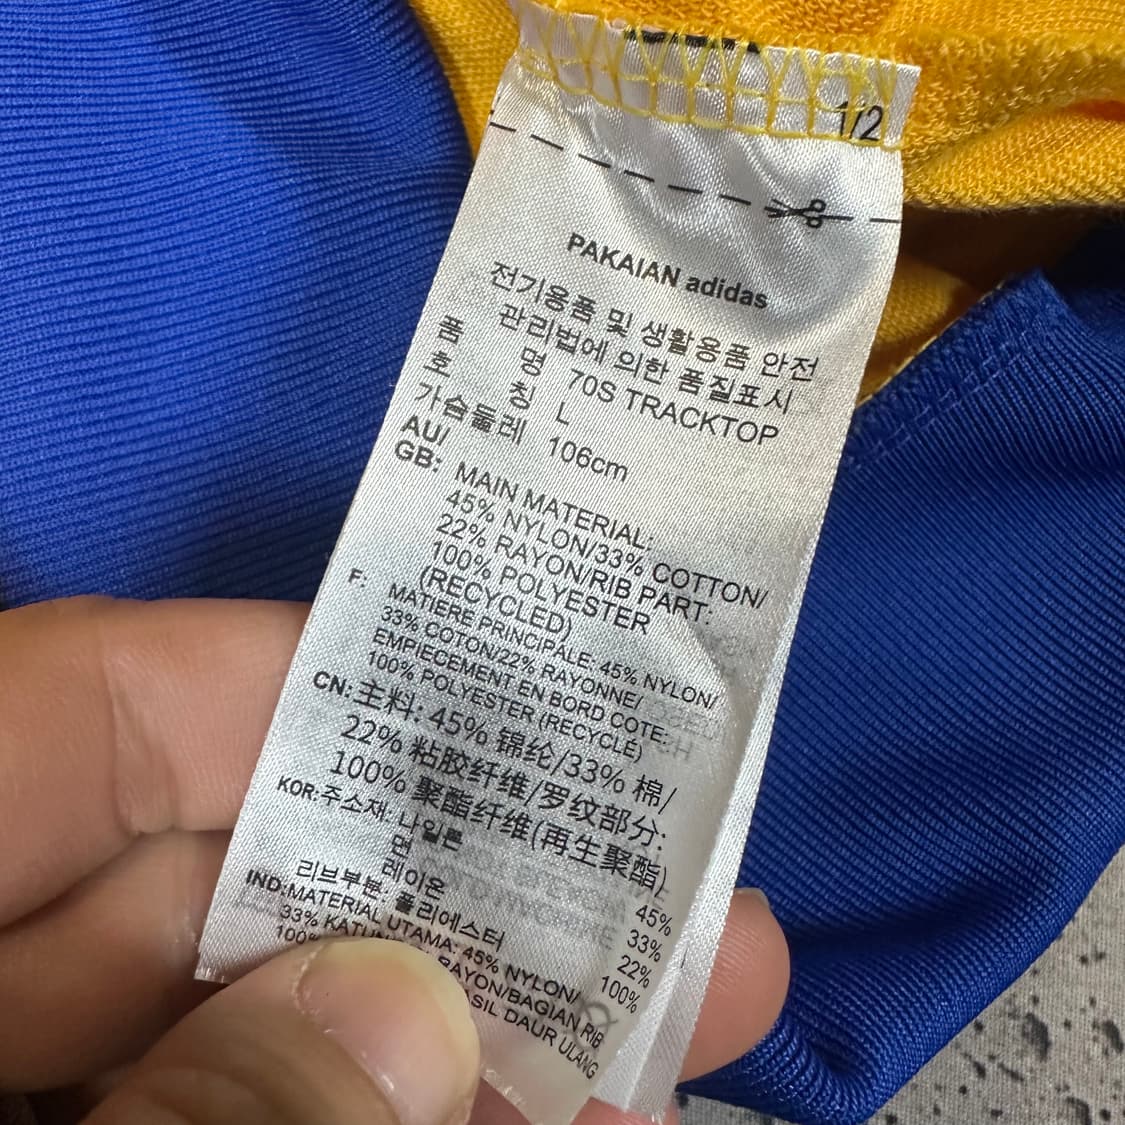 1/2
PAKAIAN adidas
전기용품 및 생활용품 안전
관리법에 의한 품질표시
품 명 70S TRACKTOP
호 칭 L
가슴둘레 106cm
AU/
GB: MAIN MATERIAL:
45% NYLON/33% COTTON/
22% RAYON/RIB PART:
100% POLYESTER
(RECYCLED)
F: MATIERE PRINCIPALE: 45% NYLON/
33% COTON/22% RAYONNE/
EMPIECEMENT EN BORD COTE:
100% POLYESTER (RECYCLE)
CN: 主料: 45% 锦纶/33% 棉/
22% 粘胶纤维/罗纹部分:
100% 聚酯纤维(再生聚酯)
KOR: 주소재: 나일론 45%
면 33%
레이온 22%
리브부분: 폴리에스터 100%
IND: MATERIAL UTAMA: 45% NYLON/
33% RAYON/BAGIAN RIB
100% DAUR ULANG